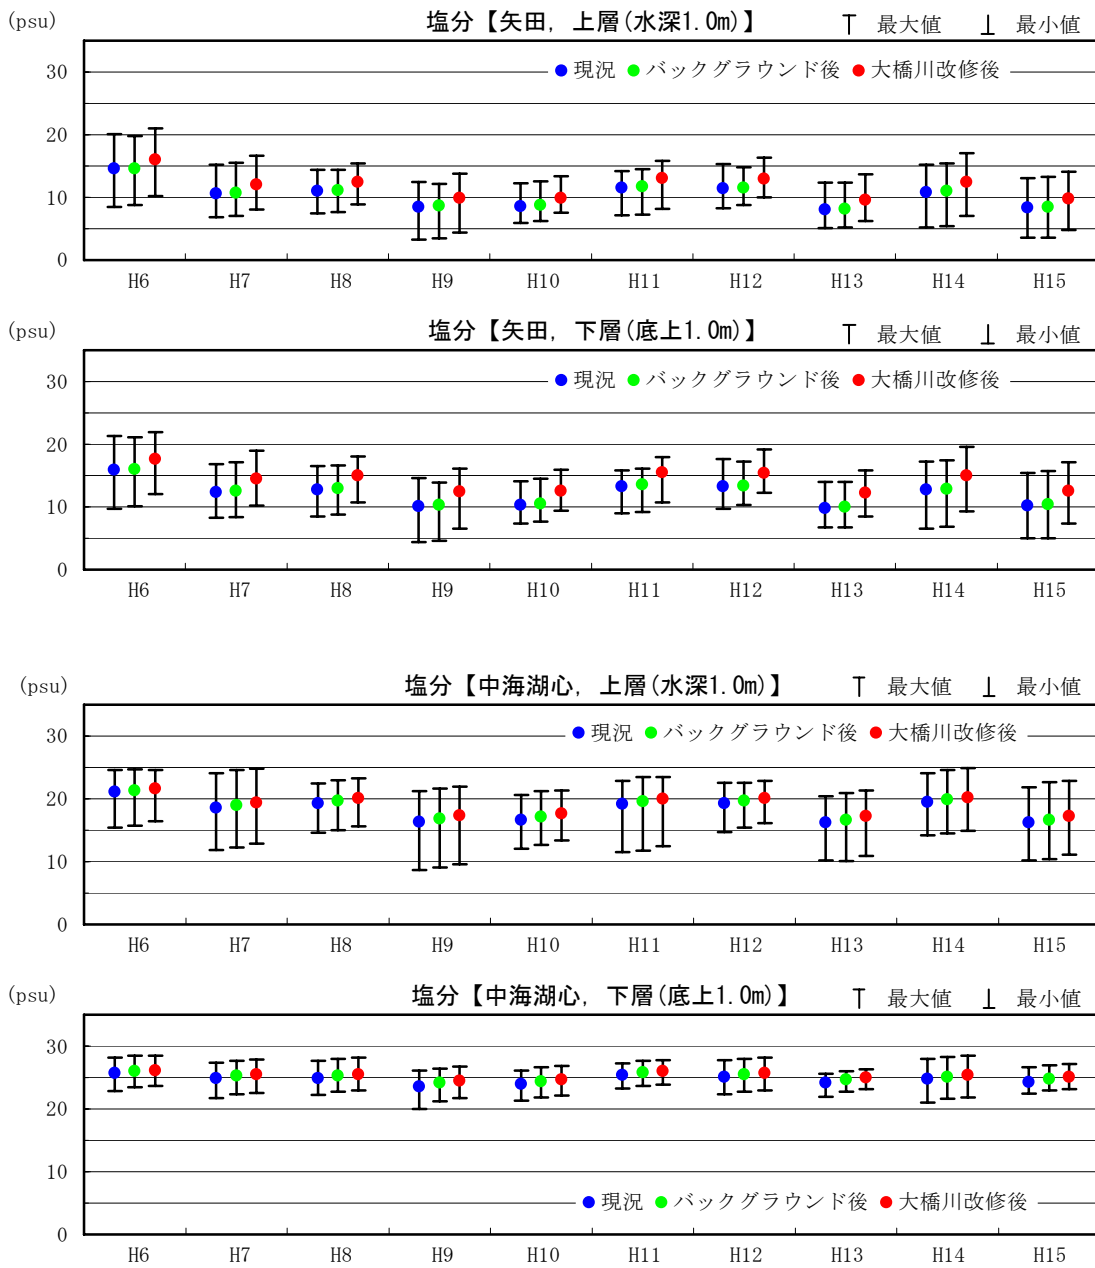 (psu) 塩分【矢田, 上層(水深1.0m)】 最大値 最小値
現況 バックグラウンド後 大橋川改修後
30
20
10
0
H6 H7 H8 H9 H10 H11 H12 H13 H14 H15
(psu) 塩分【矢田, 下層(底上1.0m)】 最大値 最小値
現況 バックグラウンド後 大橋川改修後
30
20
10
0
H6 H7 H8 H9 H10 H11 H12 H13 H14 H15
(psu) 塩分【中海湖心, 上層(水深1.0m)】 最大値 最小値
現況 バックグラウンド後 大橋川改修後
30
20
10
0
H6 H7 H8 H9 H10 H11 H12 H13 H14 H15
(psu) 塩分【中海湖心, 下層(底上1.0m)】 最大値 最小値
30
20
10
現況 バックグラウンド後 大橋川改修後
0
H6 H7 H8 H9 H10 H11 H12 H13 H14 H15